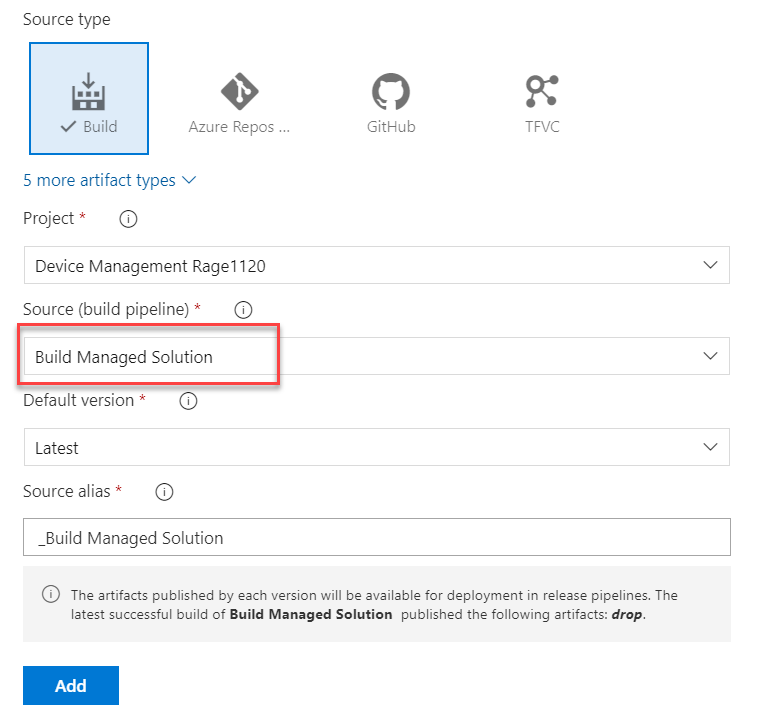 Source type
Build
Azure Repos ...
GitHub
TFVC
5 more artifact types
Project *
Device Management Rage1120
Source (build pipeline) *
Build Managed Solution
Default version *
Latest
Source alias *
_Build Managed Solution
The artifacts published by each version will be available for deployment in release pipelines. The
latest successful build of Build Managed Solution published the following artifacts: drop.
Add